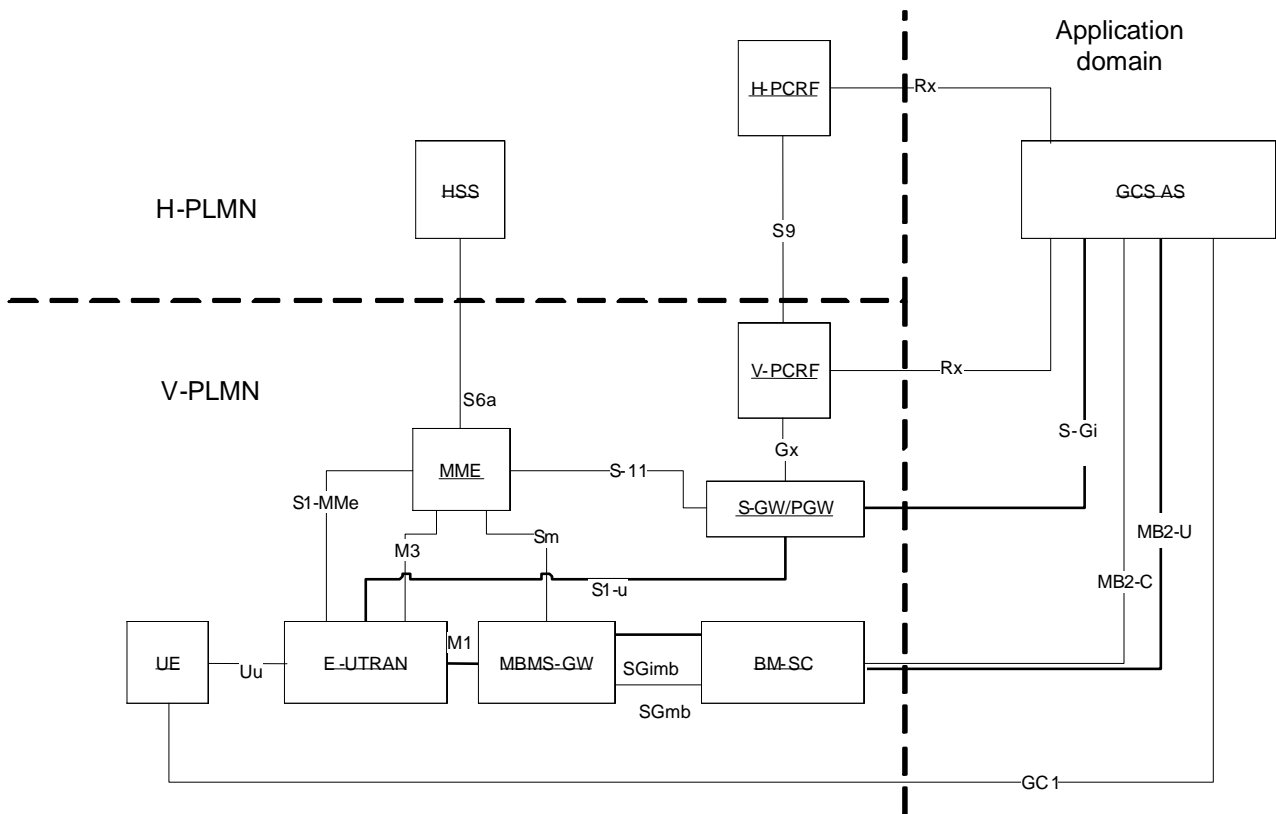 Application
domain
H-PCRF
Rx
HSS
GCS AS
H-PLMN
S9
V-PCRF
Rx
V-PLMN
S6a
S-Gi
Gx
MME
S-11
S1-MMe
S-GW/PGW
Sm
MB2-U
M3
S1-u
MB2-C
M1
UE
Uu
E-UTRAN
MBMS-GW
SGimb
BM-SC
SGmb
GC1